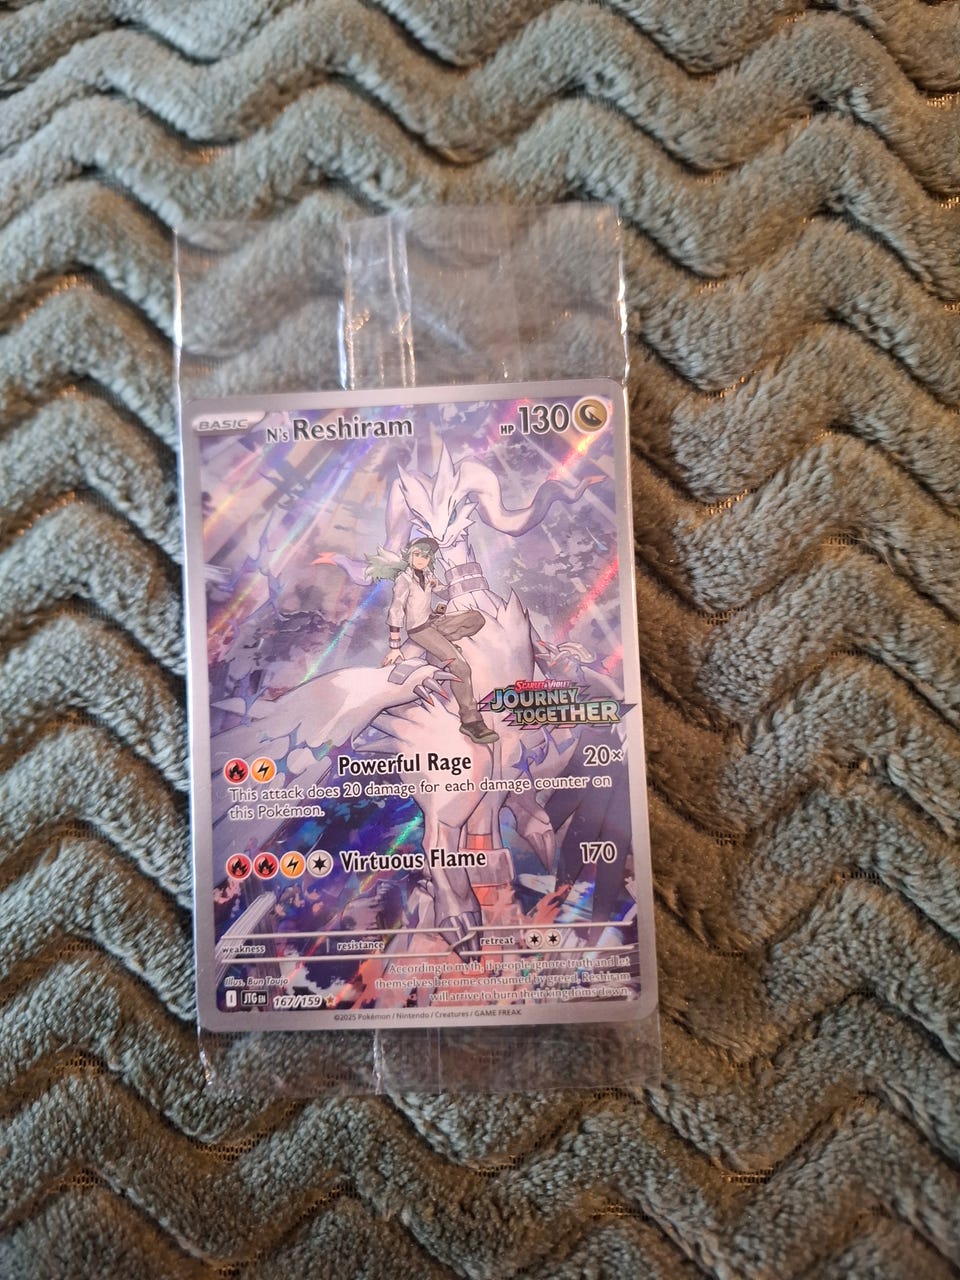 BASIC
N's Reshiram HP 130
SCARLET & VIOLET
JOURNEY
TOGETHER
Powerful Rage 20×
This attack does 20 damage for each damage counter on
this Pokémon.
Virtuous Flame 170
weakness resistance retreat
According to myth, if people ignore truth and let
themselves become consumed by greed, Reshiram
will arrive to burn their kingdoms down.
Illus. Bun Toujo
I JTG EN 167/159
©2025 Pokémon / Nintendo / Creatures / GAME FREAK